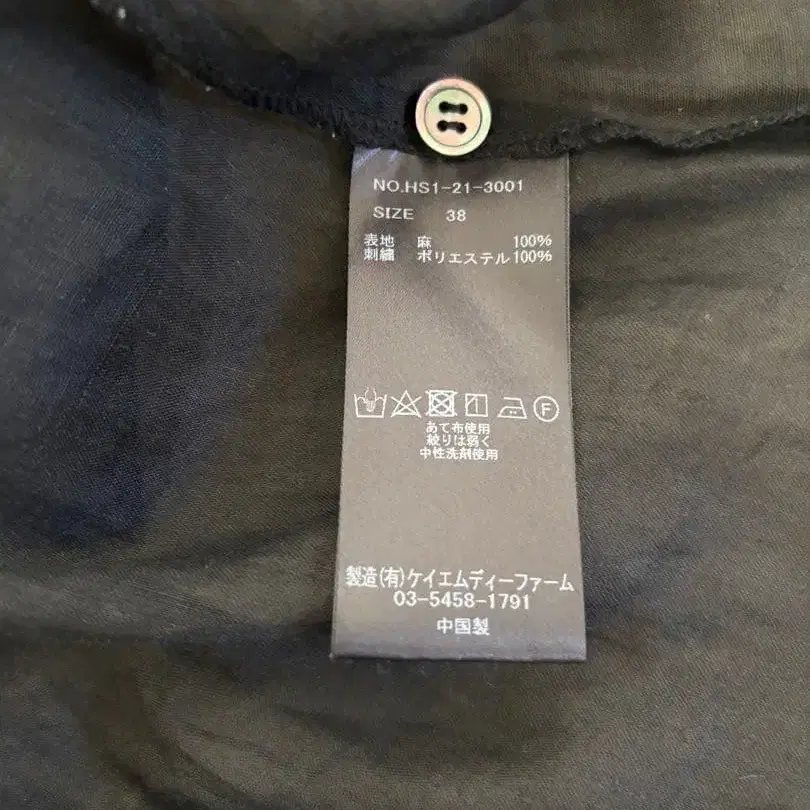 NO.HS1-21-3001
SIZE 38
表地 麻 100%
刺繍 ポリエステル100%
F
あて布使用
絞りは弱く
中性洗剤使用
製造(有)ケイエムディーファーム
03-5458-1791
中国製